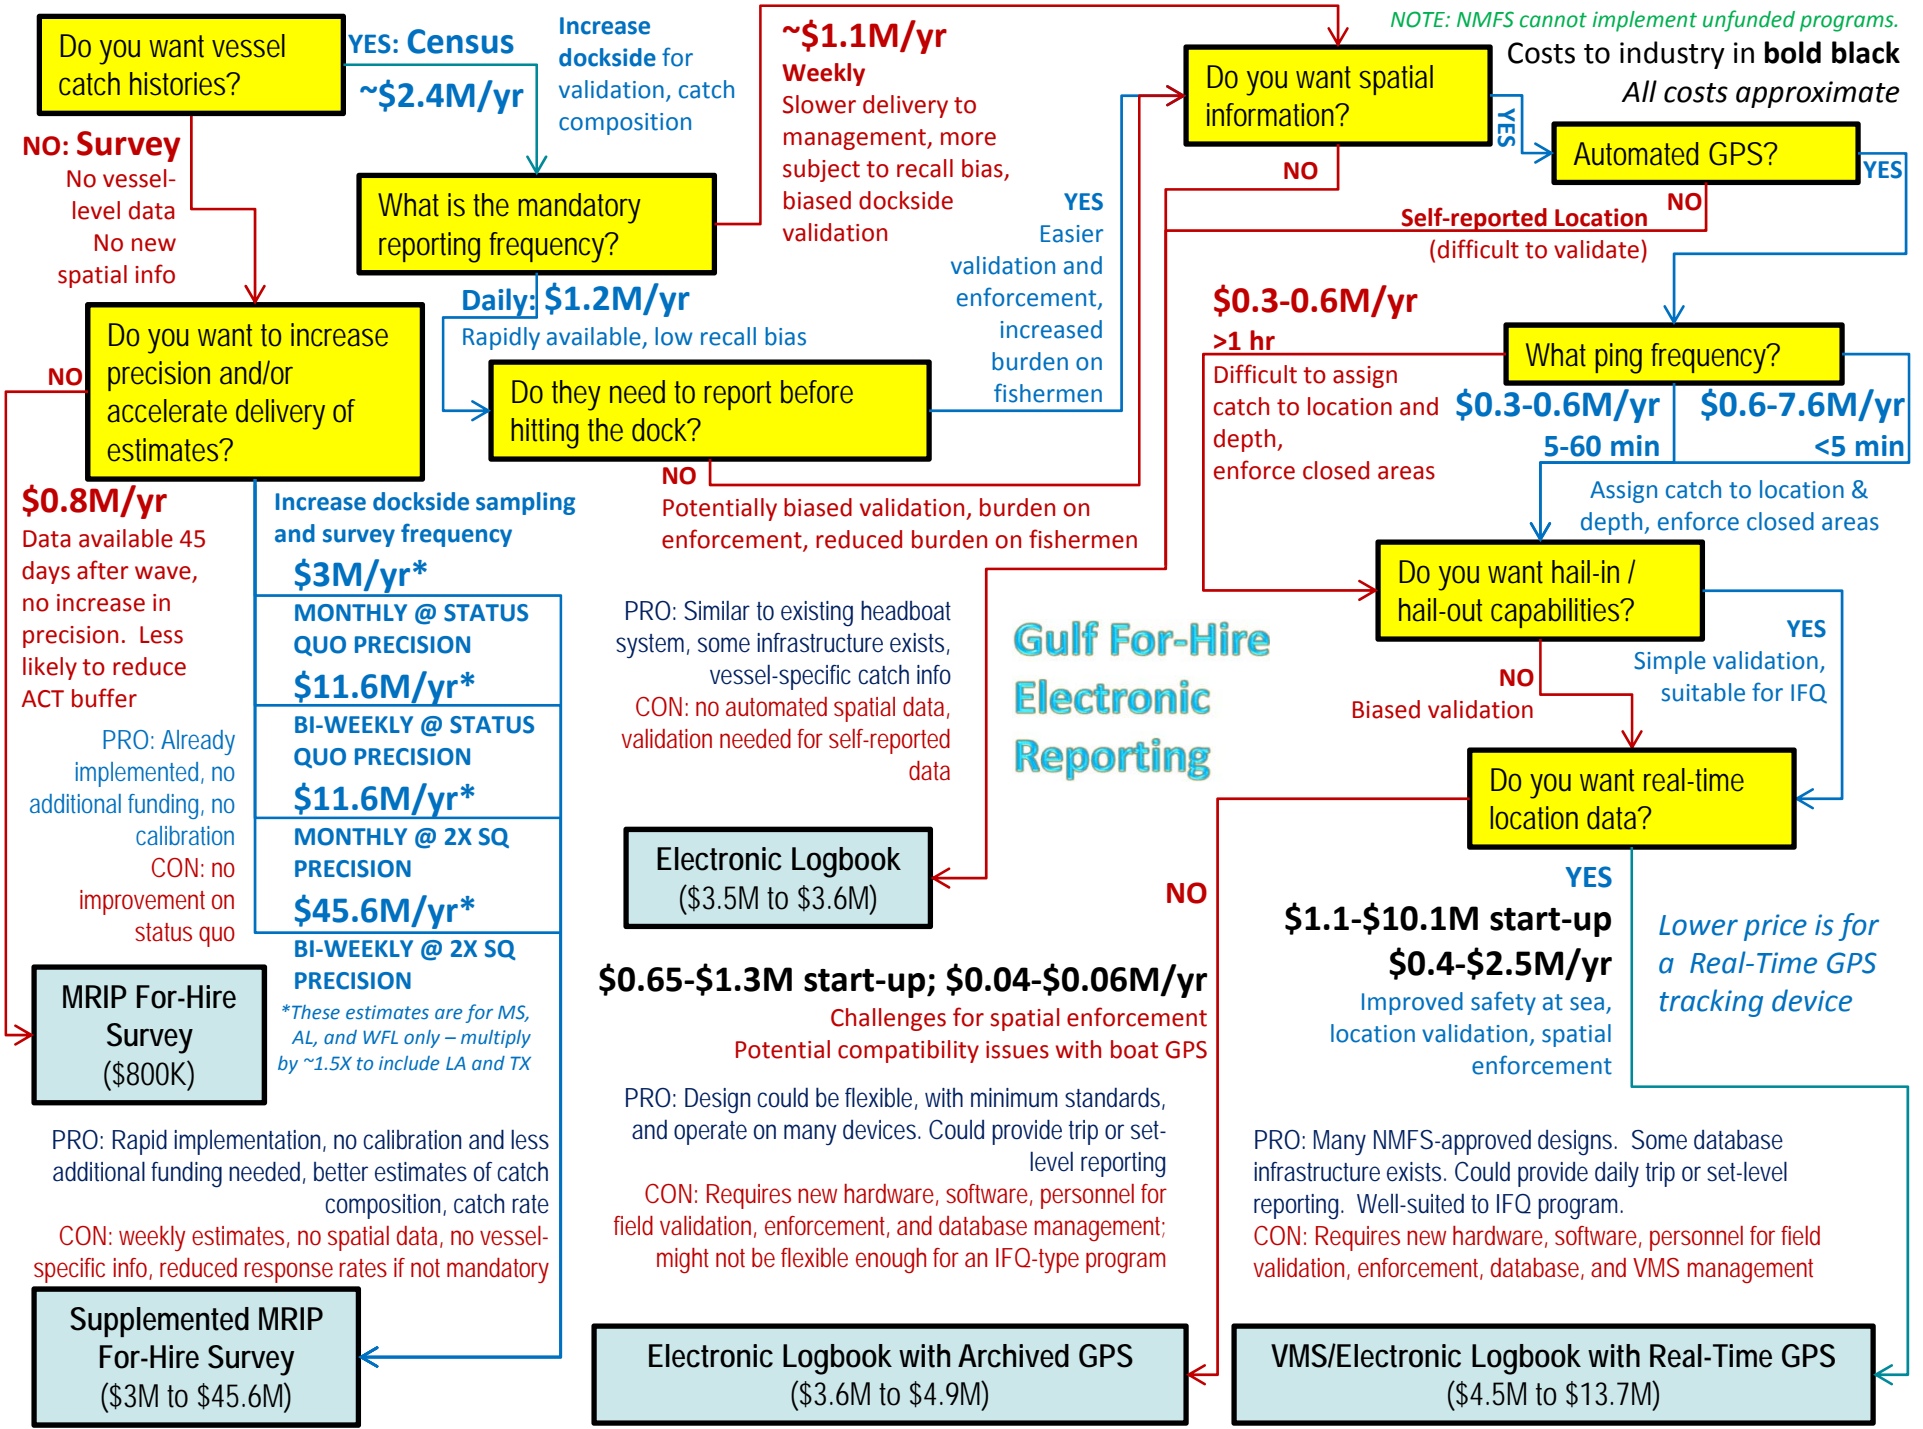 NOTE: NMFS cannot implement unfunded programs.
Costs to industry in bold black
All costs approximate
Do you want vessel
catch histories?
YES: Census
~$2.4M/yr
Increase
dockside for
validation, catch
composition
~$1.1M/yr
Weekly
Slower delivery to
management, more
subject to recall bias,
biased dockside
validation
Do you want spatial
information?
YES
NO
Automated GPS?
YES
NO
Self-reported Location
(difficult to validate)
NO: Survey
No vessel-
level data
No new
spatial info
What is the mandatory
reporting frequency?
Daily: $1.2M/yr
Rapidly available, low recall bias
YES
Easier
validation and
enforcement,
increased
burden on
fishermen
Do you want to increase
precision and/or
accelerate delivery of
estimates?
NO
Do they need to report before
hitting the dock?
NO
Potentially biased validation, burden on
enforcement, reduced burden on fishermen
$0.3-0.6M/yr
>1 hr
Difficult to assign
catch to location and
depth,
enforce closed areas
What ping frequency?
$0.3-0.6M/yr
5-60 min
$0.6-7.6M/yr
<5 min
Assign catch to location &
depth, enforce closed areas
$0.8M/yr
Data available 45
days after wave,
no increase in
precision. Less
likely to reduce
ACT buffer
PRO: Already
implemented, no
additional funding, no
calibration
CON: no
improvement on
status quo
Increase dockside sampling
and survey frequency
$3M/yr*
MONTHLY @ STATUS
QUO PRECISION
$11.6M/yr*
BI-WEEKLY @ STATUS
QUO PRECISION
$11.6M/yr*
MONTHLY @ 2X SQ
PRECISION
$45.6M/yr*
BI-WEEKLY @ 2X SQ
PRECISION
*These estimates are for MS,
AL, and WFL only – multiply
by ~1.5X to include LA and TX
PRO: Similar to existing headboat
system, some infrastructure exists,
vessel-specific catch info
CON: no automated spatial data,
validation needed for self-reported
data
Gulf For-Hire
Electronic
Reporting
Do you want hail-in /
hail-out capabilities?
YES
Simple validation,
suitable for IFQ
NO
Biased validation
Do you want real-time
location data?
Electronic Logbook
($3.5M to $3.6M)
NO
$0.65-$1.3M start-up; $0.04-$0.06M/yr
Challenges for spatial enforcement
Potential compatibility issues with boat GPS
YES
$1.1-$10.1M start-up
$0.4-$2.5M/yr
Improved safety at sea,
location validation, spatial
enforcement
Lower price is for
a Real-Time GPS
tracking device
MRIP For-Hire
Survey
($800K)
PRO: Rapid implementation, no calibration and less
additional funding needed, better estimates of catch
composition, catch rate
CON: weekly estimates, no spatial data, no vessel-
specific info, reduced response rates if not mandatory
PRO: Design could be flexible, with minimum standards,
and operate on many devices. Could provide trip or set-
level reporting
CON: Requires new hardware, software, personnel for
field validation, enforcement, and database management;
might not be flexible enough for an IFQ-type program
PRO: Many NMFS-approved designs. Some database
infrastructure exists. Could provide daily trip or set-level
reporting. Well-suited to IFQ program.
CON: Requires new hardware, software, personnel for field
validation, enforcement, database, and VMS management
Supplemented MRIP
For-Hire Survey
($3M to $45.6M)
Electronic Logbook with Archived GPS
($3.6M to $4.9M)
VMS/Electronic Logbook with Real-Time GPS
($4.5M to $13.7M)